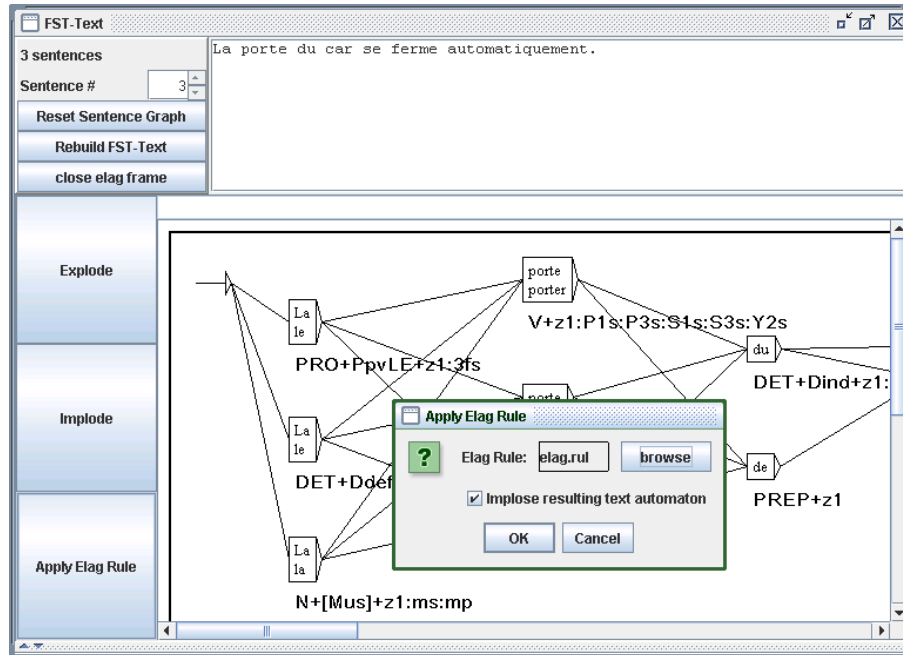 FST-Text
3 sentences
Sentence # 3
Reset Sentence Graph
Rebuild FST-Text
close elag frame
La porte du car se ferme automatiquement.
Explode
Implode
Apply Elag Rule
La
le
PRO+PpvLE+z1:3fs
La
le
DET+Ddef
La
la
N+[Mus]+z1:ms:mp
porte
porter
V+z1:P1s:P3s:S1s:S3s:Y2s
porte
du
DET+Dind+z1:
de
PREP+z1
Apply Elag Rule
?
Elag Rule: elag.rul browse
Implose resulting text automaton
OK Cancel